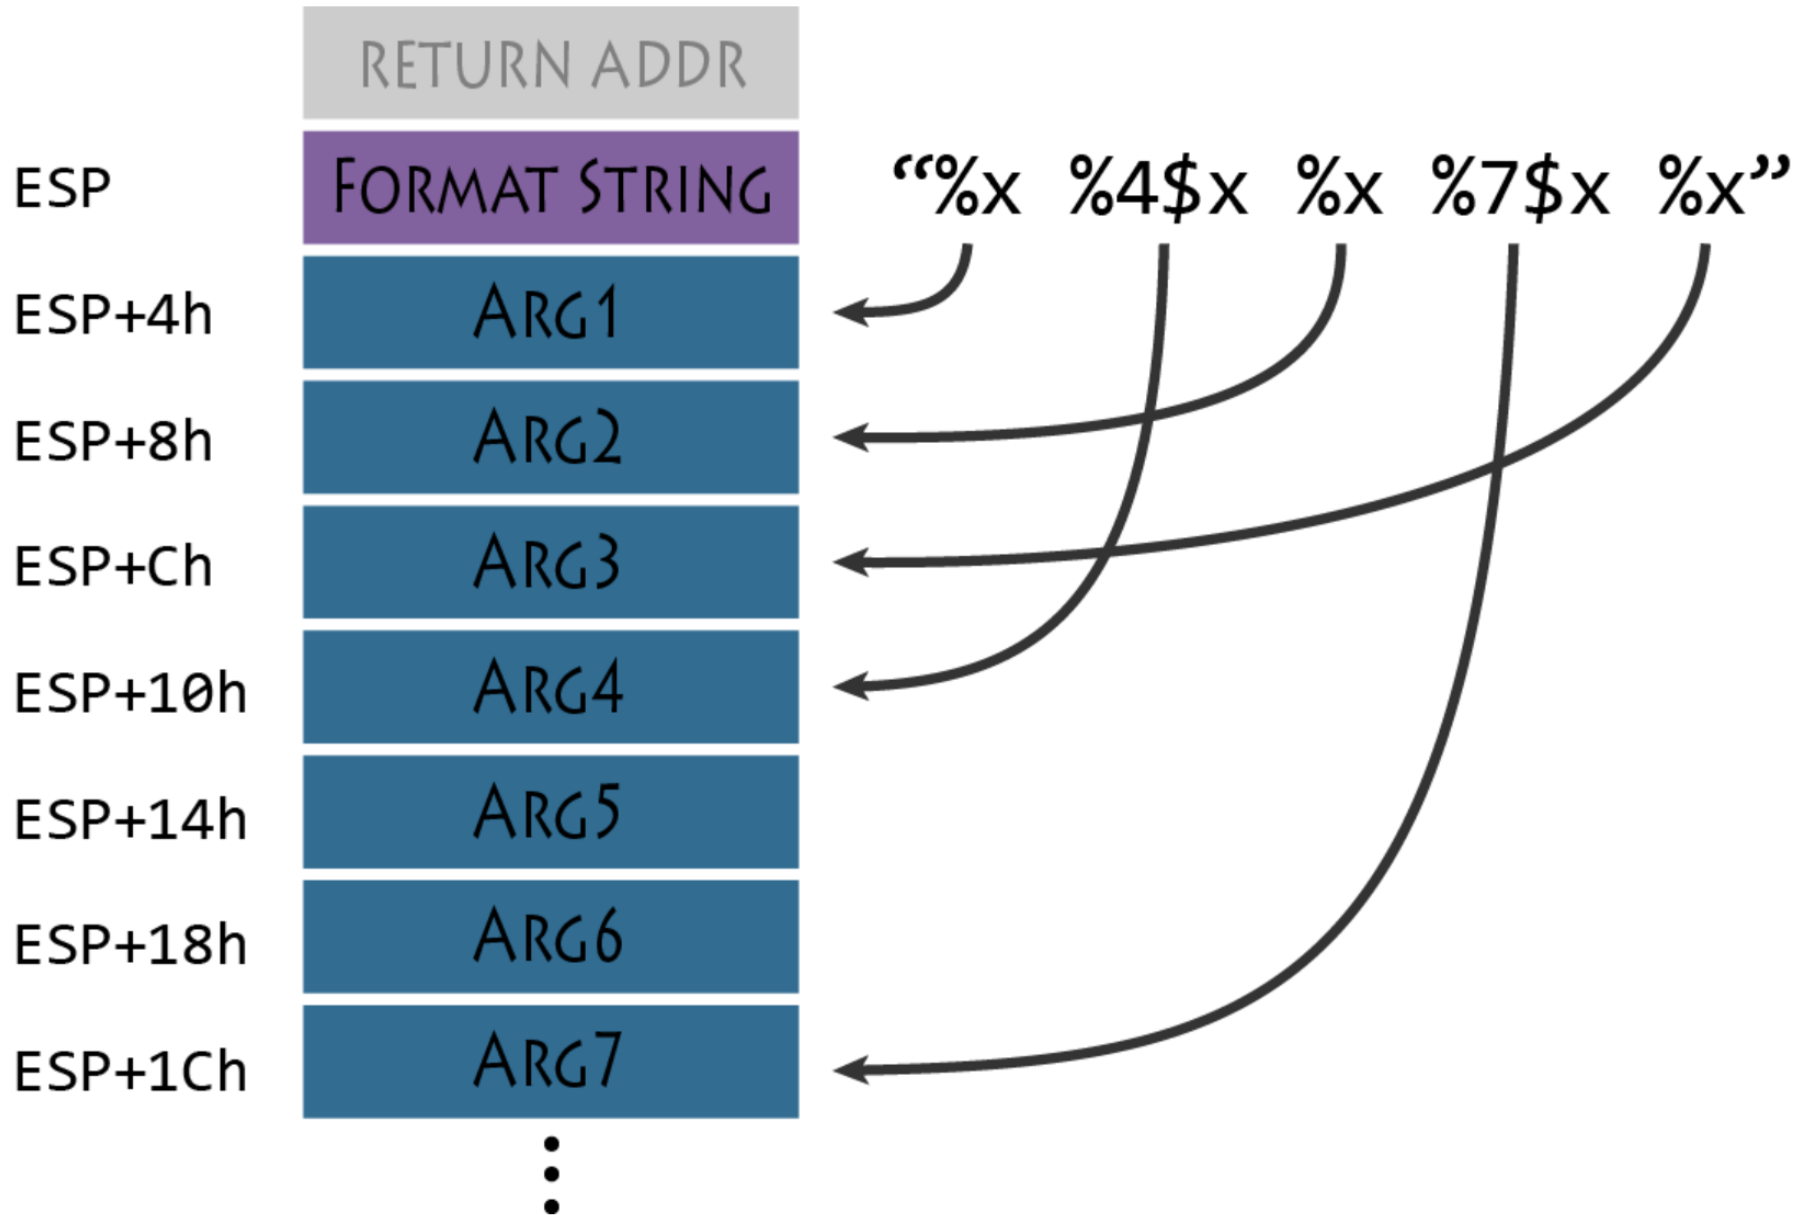 RETURN ADDR
ESP FORMAT STRING “%x %4$x %x %7$x %x”
ESP+4h ARG1
ESP+8h ARG2
ESP+Ch ARG3
ESP+10h ARG4
ESP+14h ARG5
ESP+18h ARG6
ESP+1Ch ARG7